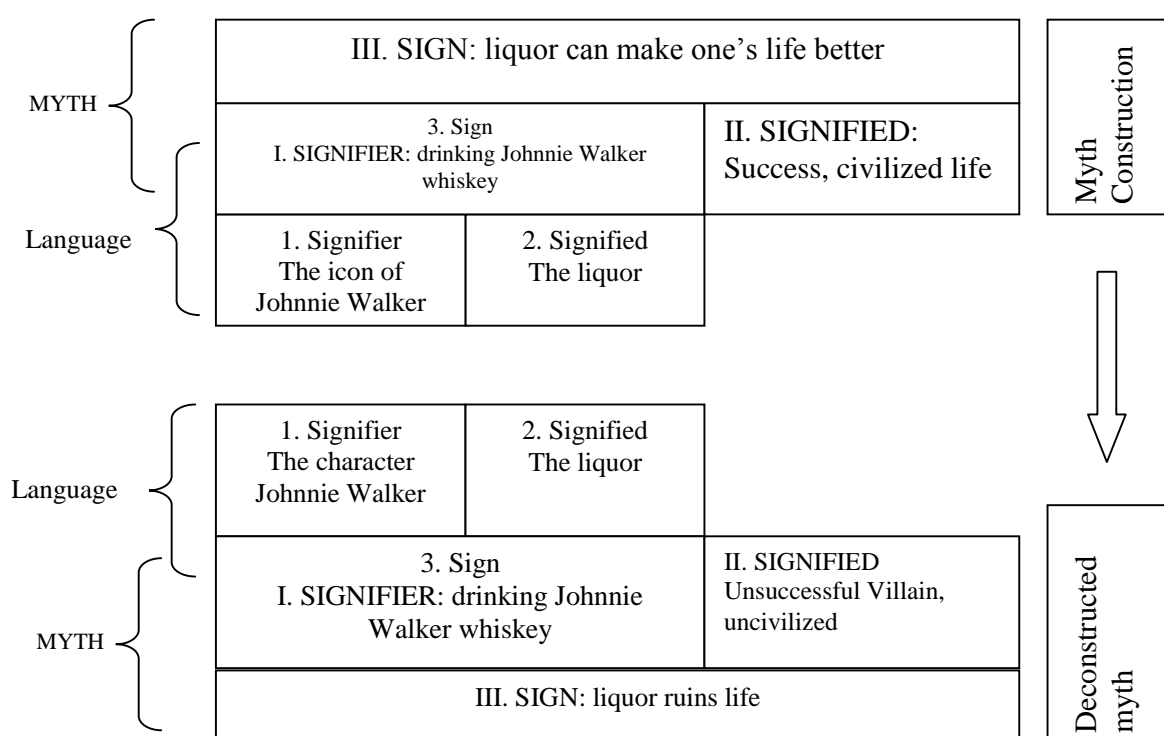 III. SIGN: liquor can make one’s life better
MYTH
3. Sign
I. SIGNIFIER: drinking Johnnie Walker
whiskey
II. SIGNIFIED:
Success, civilized life
Myth
Construction
Language
1. Signifier
The icon of
Johnnie Walker
2. Signified
The liquor
1. Signifier
The character
Johnnie Walker
2. Signified
The liquor
Language
3. Sign
I. SIGNIFIER: drinking Johnnie
Walker whiskey
II. SIGNIFIED
Unsuccessful Villain,
uncivilized
MYTH
III. SIGN: liquor ruins life
Deconstructed
myth